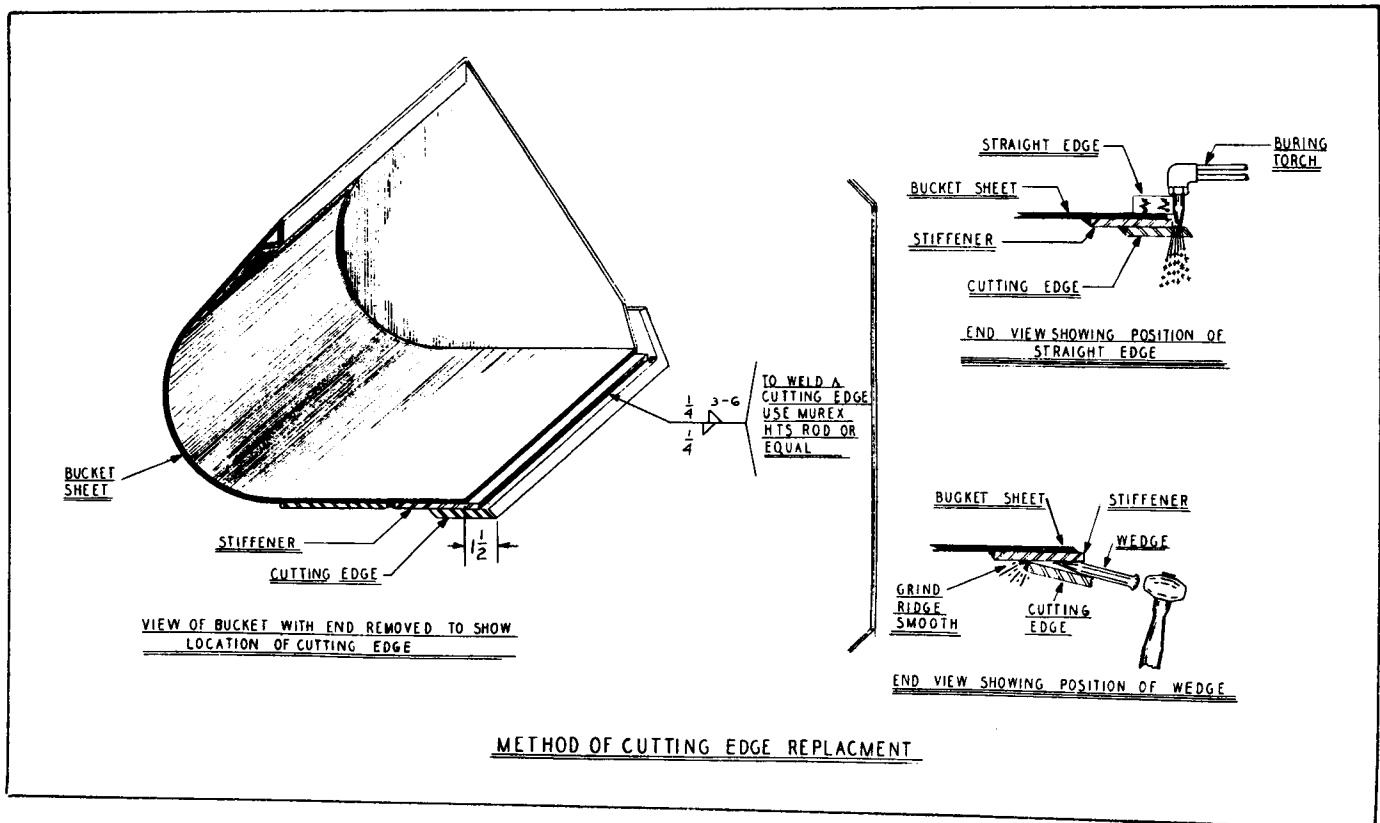 BUCKET
SHEET
STIFFENER
CUTTING EDGE
1 1/2
VIEW OF BUCKET WITH END REMOVED TO SHOW
LOCATION OF CUTTING EDGE
1/4 3-6
1/4
TO WELD A
CUTTING EDGE
USE MUREX
HTS ROD OR
EQUAL
STRAIGHT EDGE
BURING
TORCH
BUCKET SHEET
STIFFENER
CUTTING EDGE
END VIEW SHOWING POSITION OF
STRAIGHT EDGE
BUGKET SHEET
STIFFENER
WEDGE
GRIND
RIDGE
SMOOTH
CUTTING
EDGE
END VIEW SHOWING POSITION OF WEDGE
METHOD OF CUTTING EDGE REPLACMENT